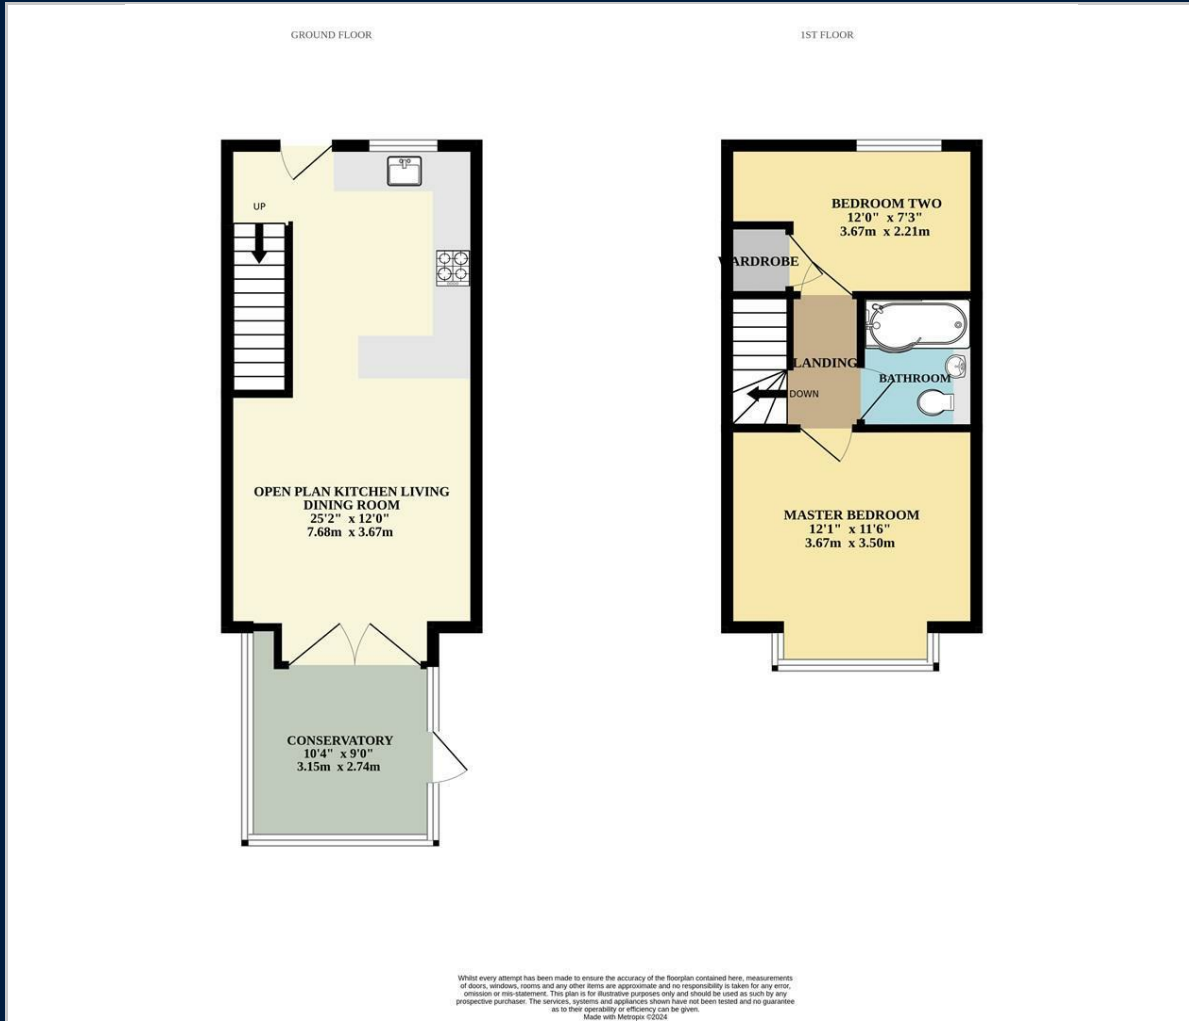 GROUND FLOOR
1ST FLOOR
UP
OPEN PLAN KITCHEN LIVING
DINING ROOM
25'2" x 12'0"
7.68m x 3.67m
CONSERVATORY
10'4" x 9'0"
3.15m x 2.74m
BEDROOM TWO
12'0" x 7'3"
3.67m x 2.21m
WARDROBE
LANDING
BATHROOM
DOWN
MASTER BEDROOM
12'1" x 11'6"
3.67m x 3.50m
Whilst every attempt has been made to ensure the accuracy of the floorplan contained here, measurements
of doors, windows, rooms and any other items are approximate and no responsibility is taken for any error,
omission or mis-statement. This plan is for illustrative purposes only and should be used as such by any
prospective purchaser. The services, systems and appliances shown have not been tested and no guarantee
as to their operability or efficiency can be given.
Made with Metropix ©2024